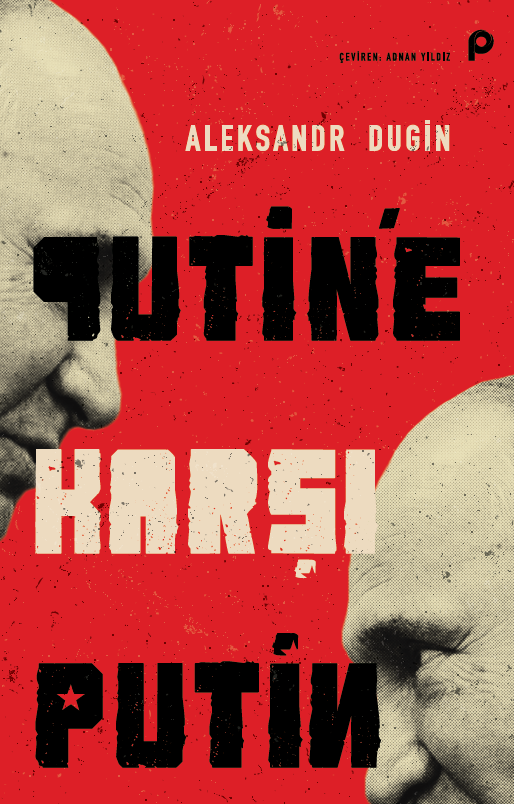 ÇEVİREN: ADNAN YILDIZ
ALEKSANDR DUGİN
PUTİN'E
KARŞI
PUTİN